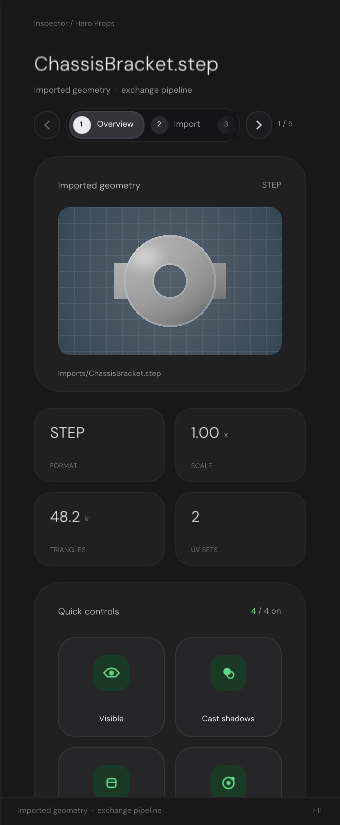 Inspector / Hero Props
ChassisBracket.step
Imported geometry · exchange pipeline
1 Overview 2 Import 3 1 / 5
Imported geometry STEP
Imports/ChassisBracket.step
STEP 1.00 x
FORMAT SCALE
48.2 k 2
TRIANGLES UV SETS
Quick controls 4 / 4 on
Visible Cast shadows
Imported geometry · exchange pipeline